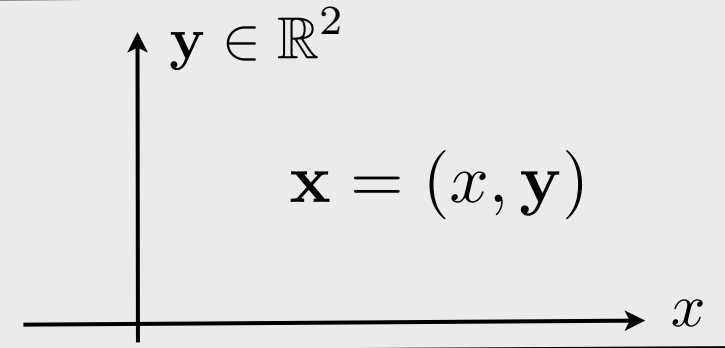 𝐲 ∈ ℝ²
𝐱 = (x, 𝐲)
x